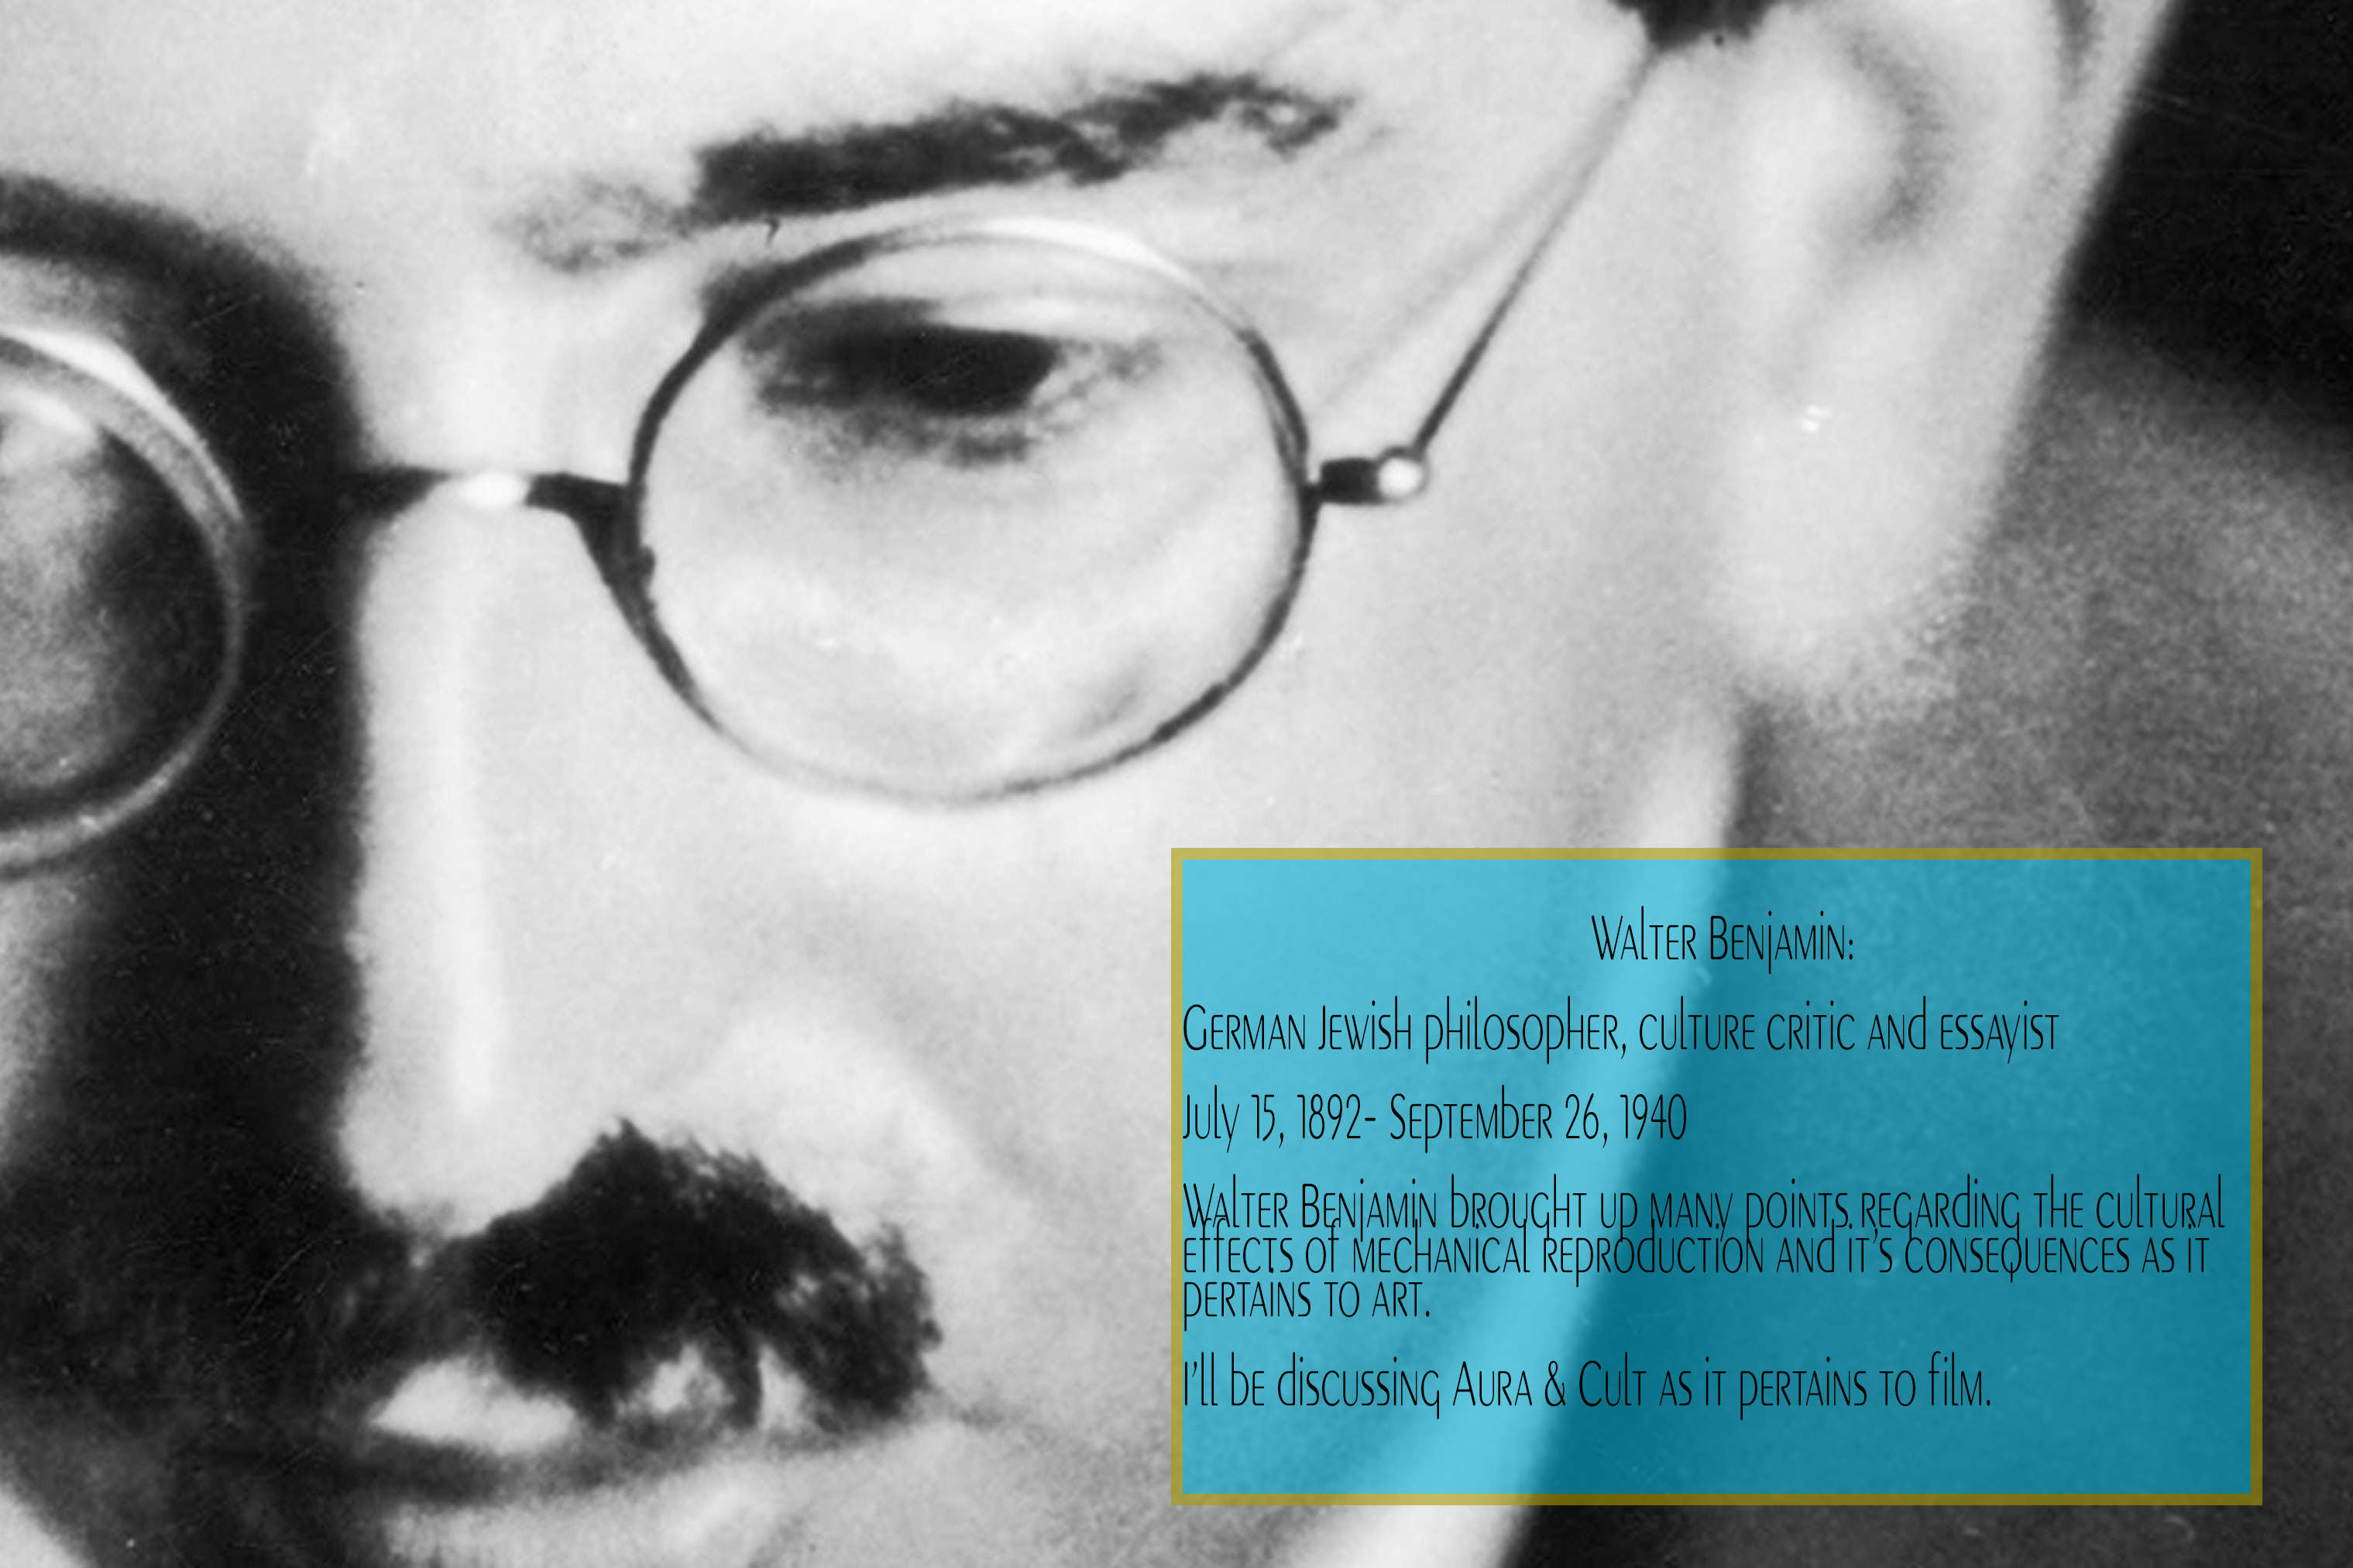 Walter Benjamin:
German Jewish philosopher, culture critic and essayist
July 15, 1892- September 26, 1940
Walter Benjamin brought up many points regarding the cultural
effects of mechanical reproduction and it's consequences as it
pertains to art.
I'll be discussing Aura & Cult as it pertains to film.